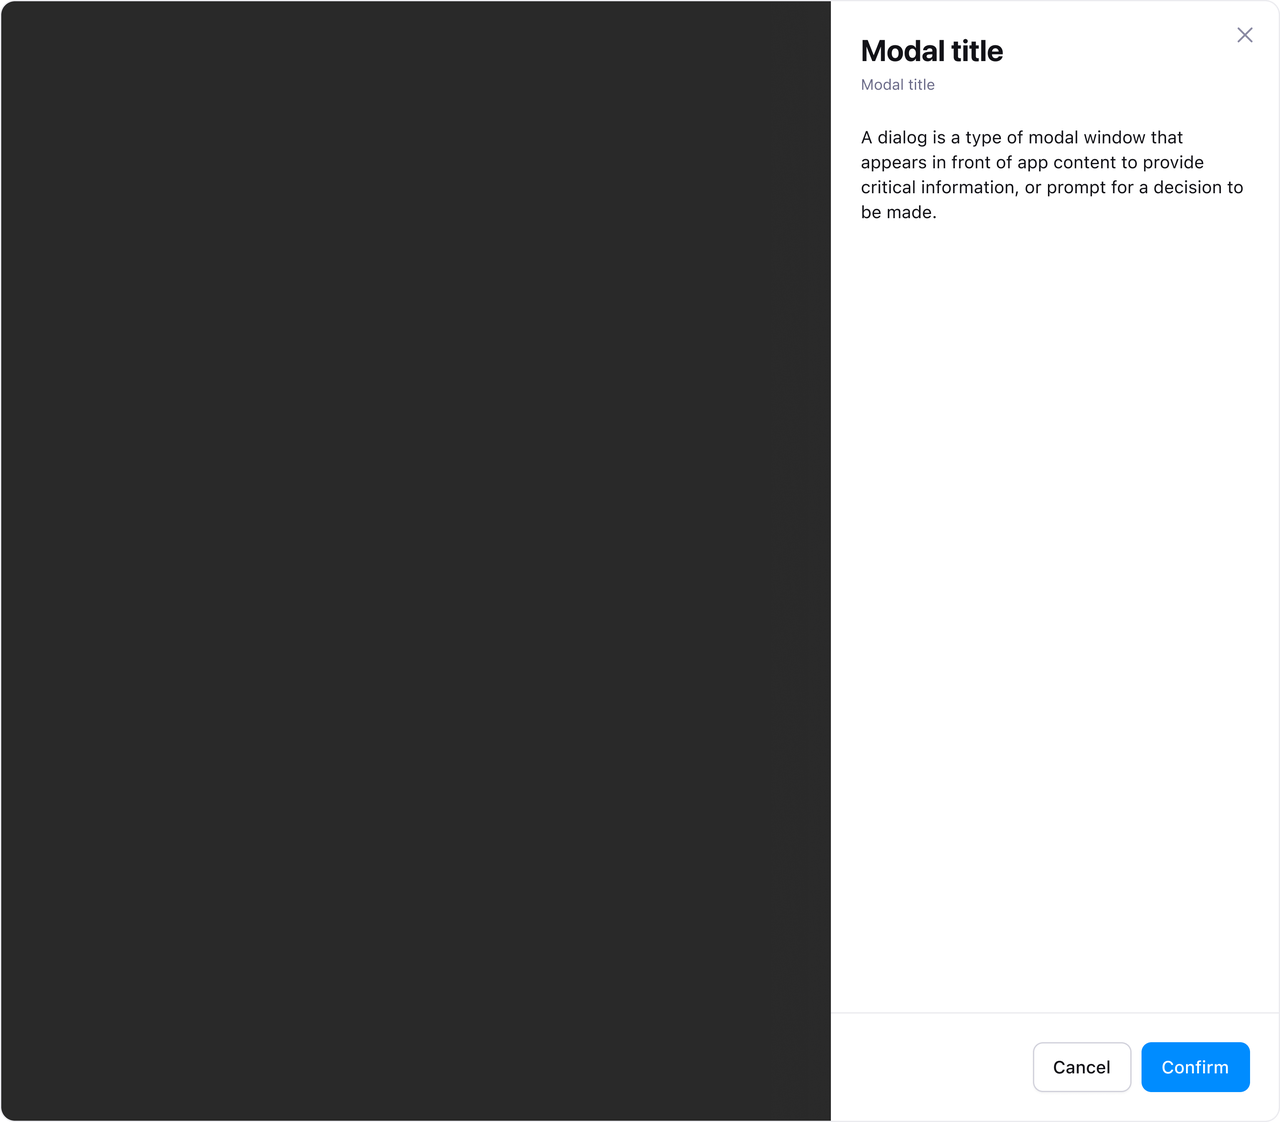 Modal title
Modal title
A dialog is a type of modal window that
appears in front of app content to provide
critical information, or prompt for a decision to
be made.
Cancel
Confirm